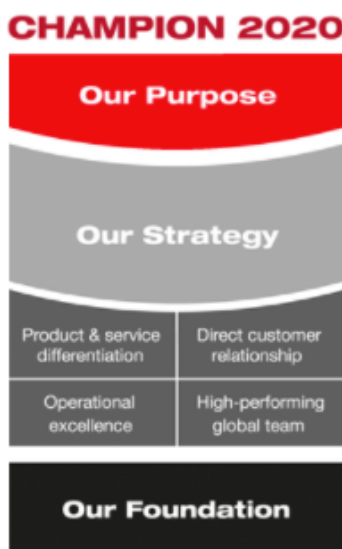 CHAMPION 2020
Our Purpose
Our Strategy
Product & service
differentiation
Direct customer
relationship
Operational
excellence
High-performing
global team
Our Foundation